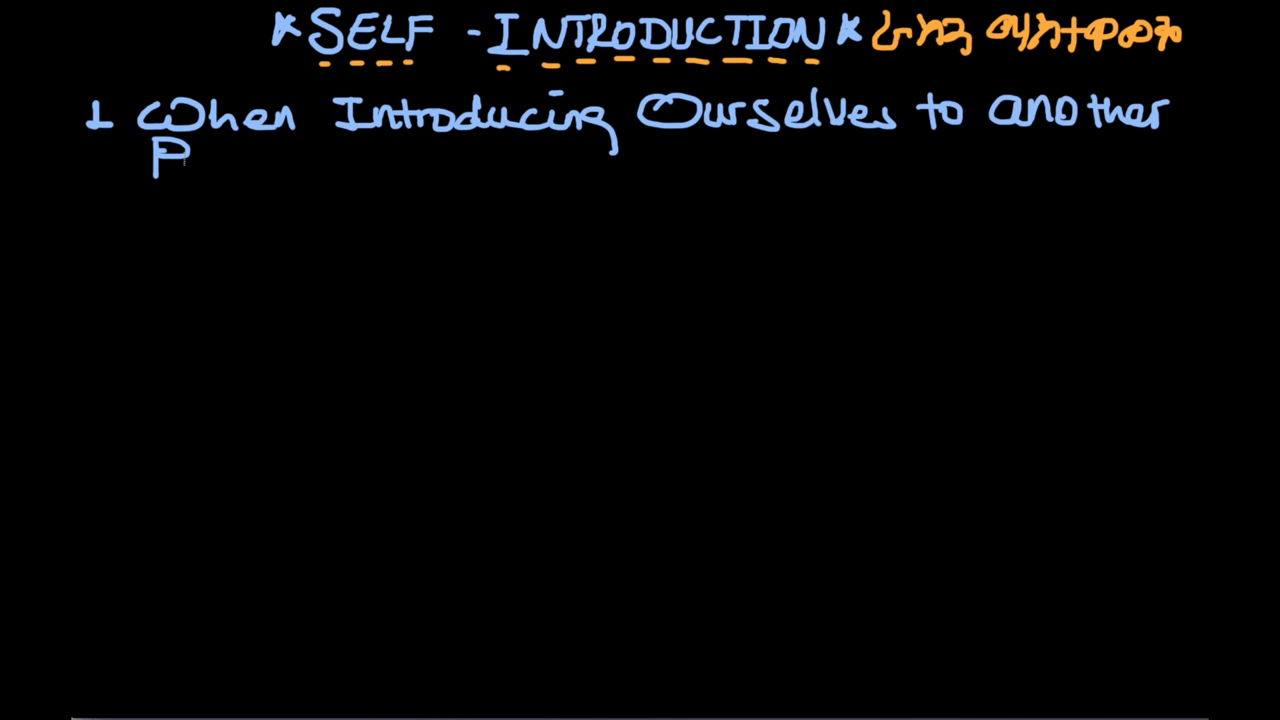 *SELF - INTRODUCTION* ራስን ማስተዋወቅ
1 When Introducing Ourselves to another
P